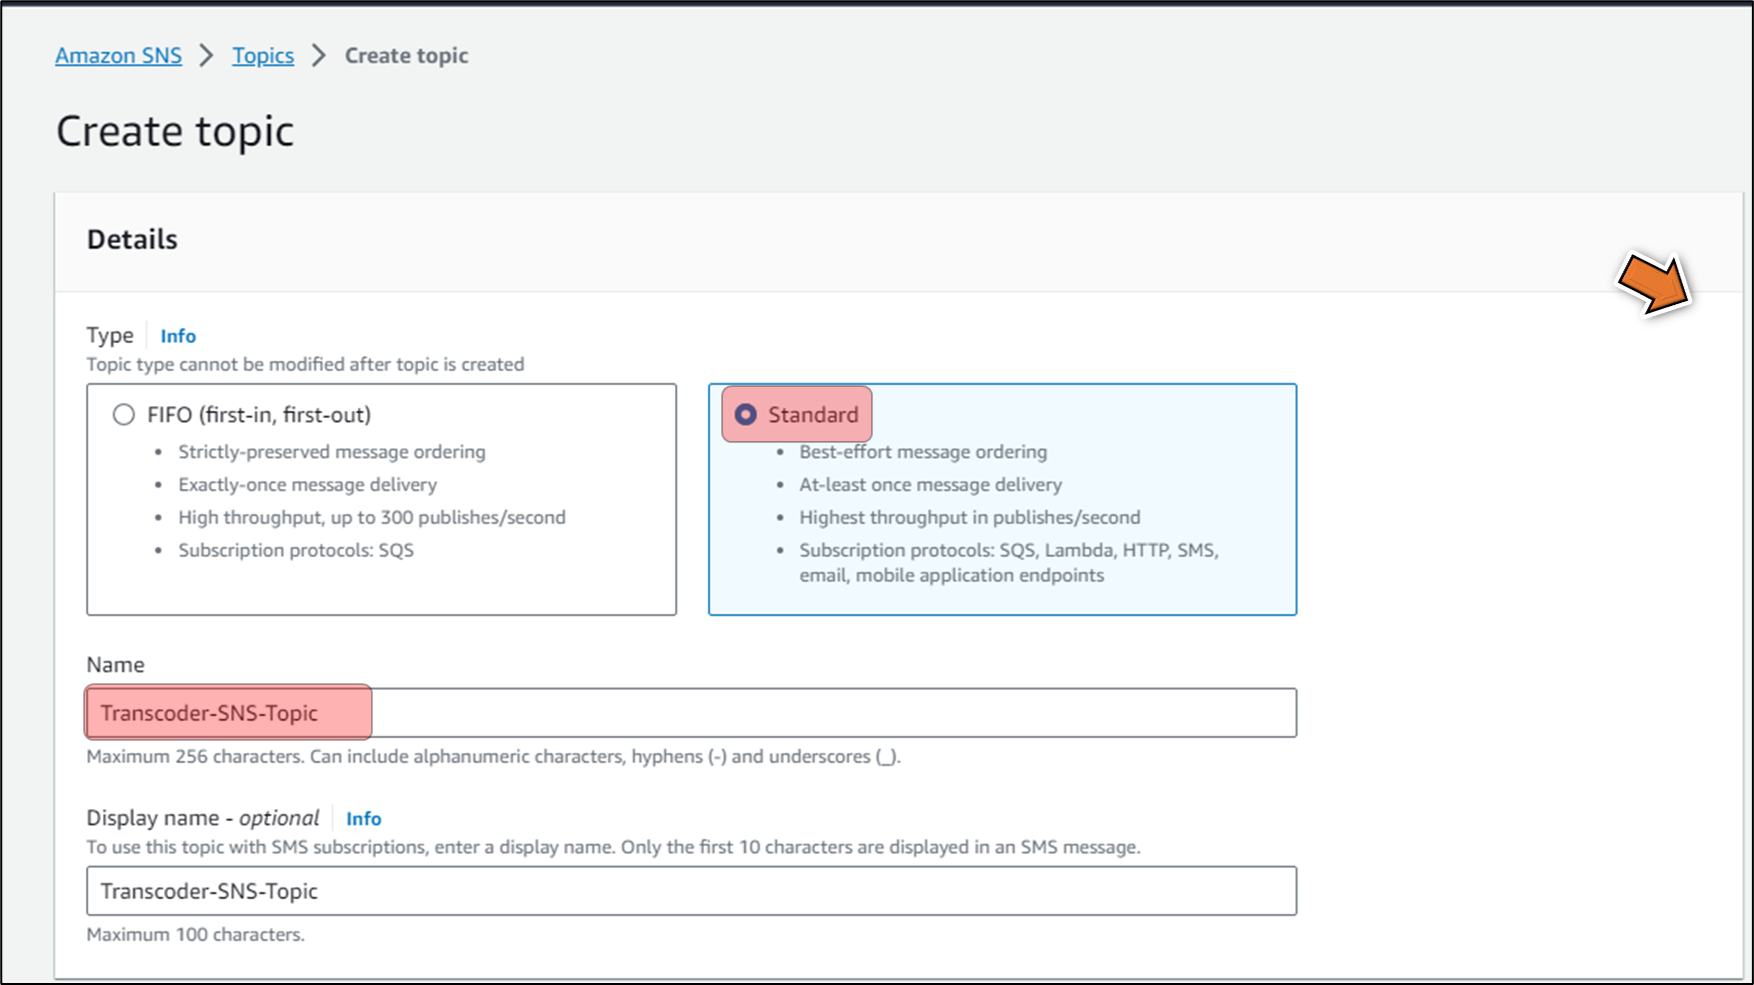 Amazon SNS > Topics > Create topic
Create topic
Details
Type Info
Topic type cannot be modified after topic is created
FIFO (first-in, first-out)
• Strictly-preserved message ordering
• Exactly-once message delivery
• High throughput, up to 300 publishes/second
• Subscription protocols: SQS
Standard
• Best-effort message ordering
• At-least once message delivery
• Highest throughput in publishes/second
• Subscription protocols: SQS, Lambda, HTTP, SMS,
email, mobile application endpoints
Name
Transcoder-SNS-Topic
Maximum 256 characters. Can include alphanumeric characters, hyphens (-) and underscores (_).
Display name - optional Info
To use this topic with SMS subscriptions, enter a display name. Only the first 10 characters are displayed in an SMS message.
Transcoder-SNS-Topic
Maximum 100 characters.